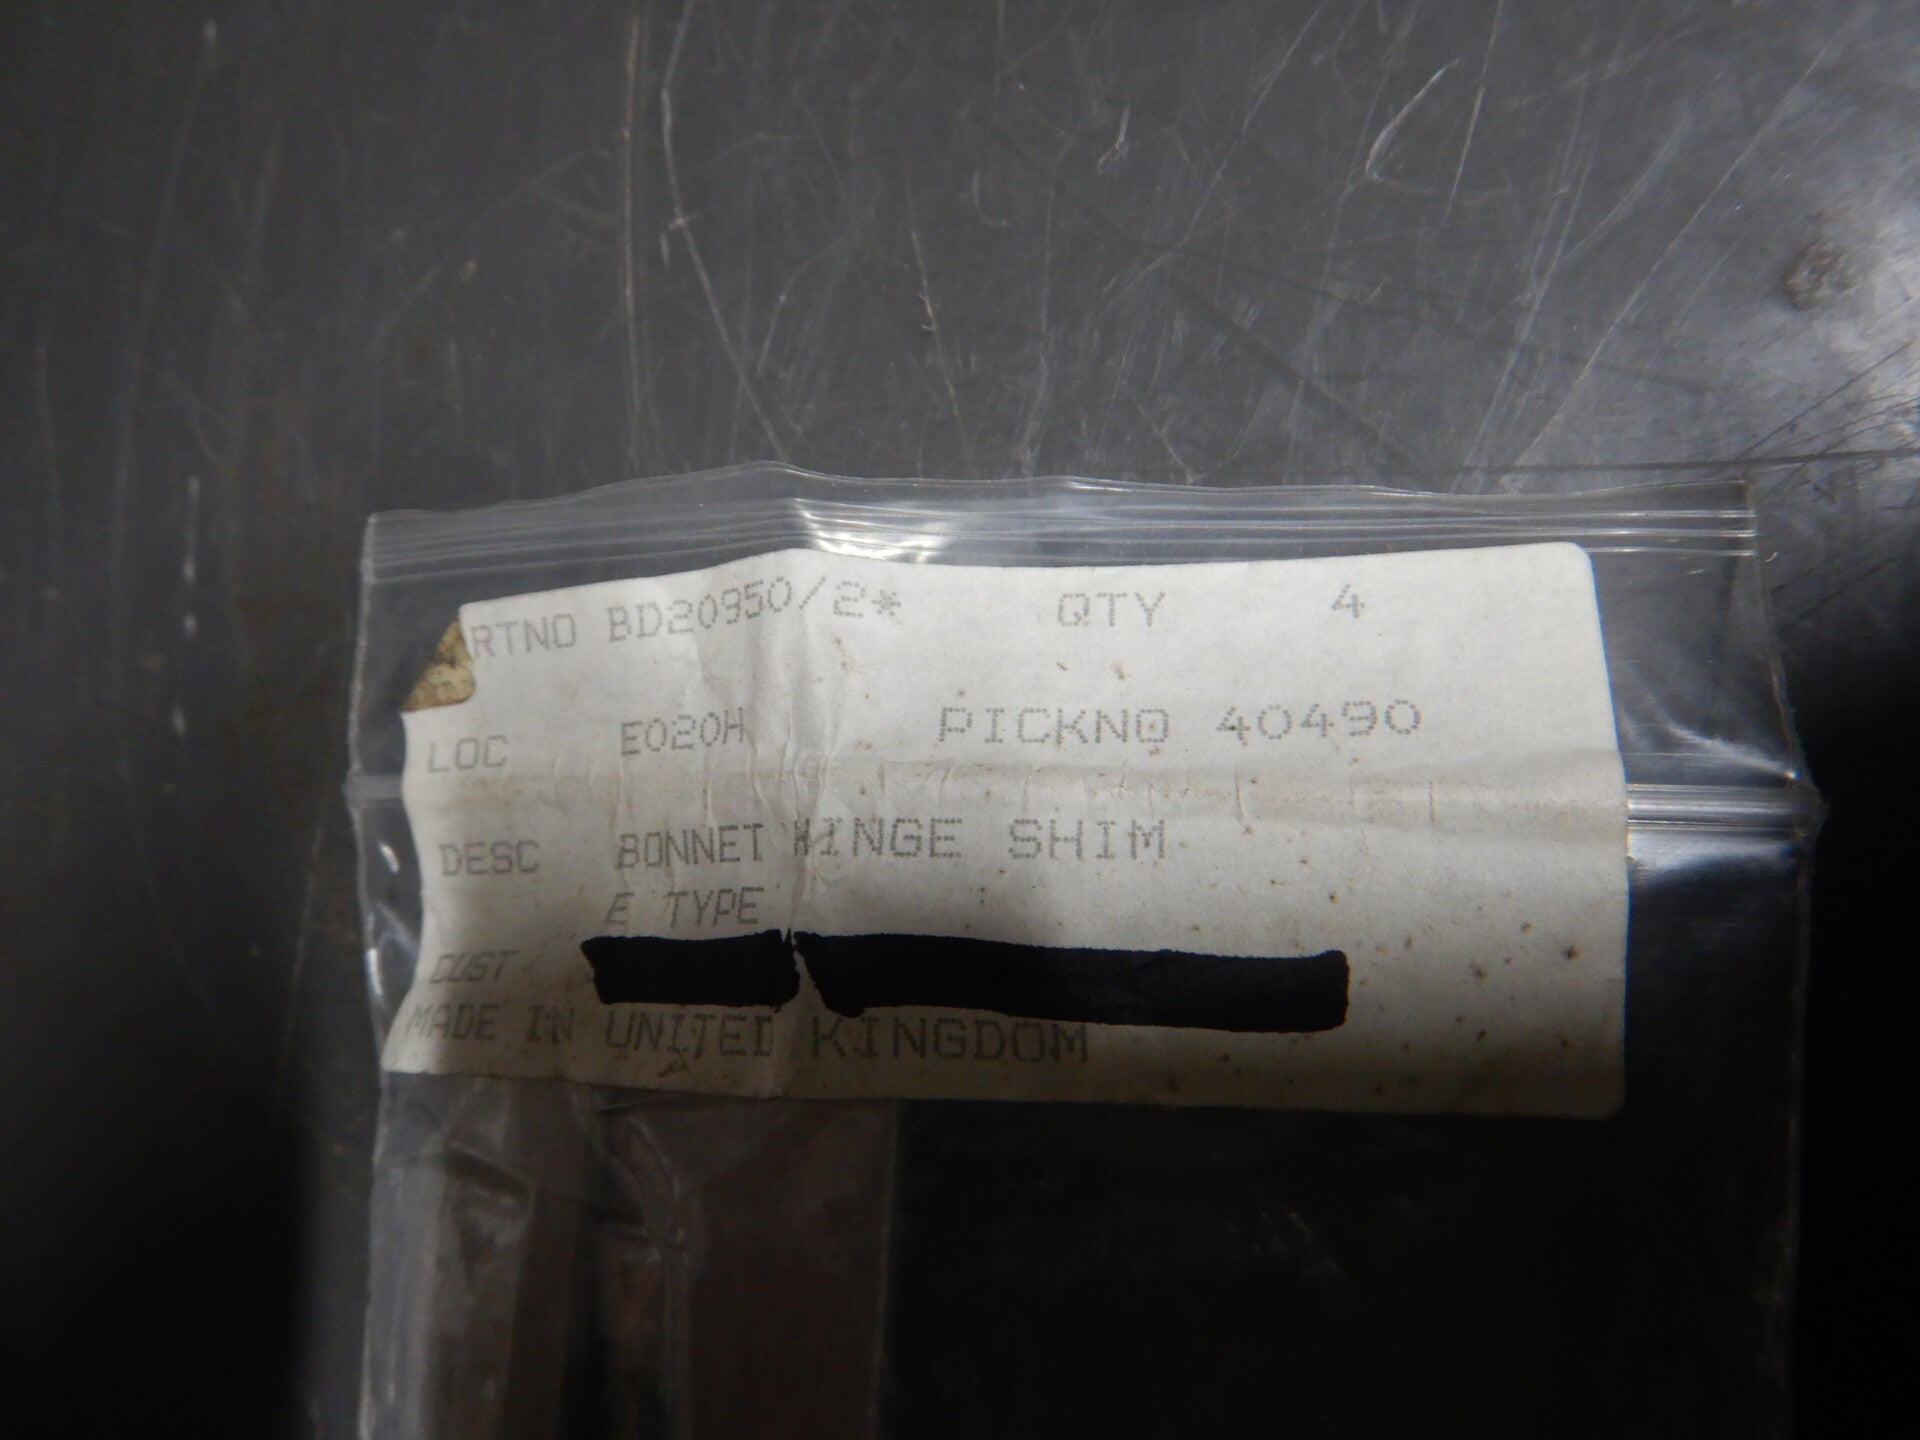 RTNO BD20950/2* QTY 4
LOC E020H PICKNO 40490
DESC BONNET HINGE SHIM
E TYPE
CUST
MADE IN UNITED KINGDOM